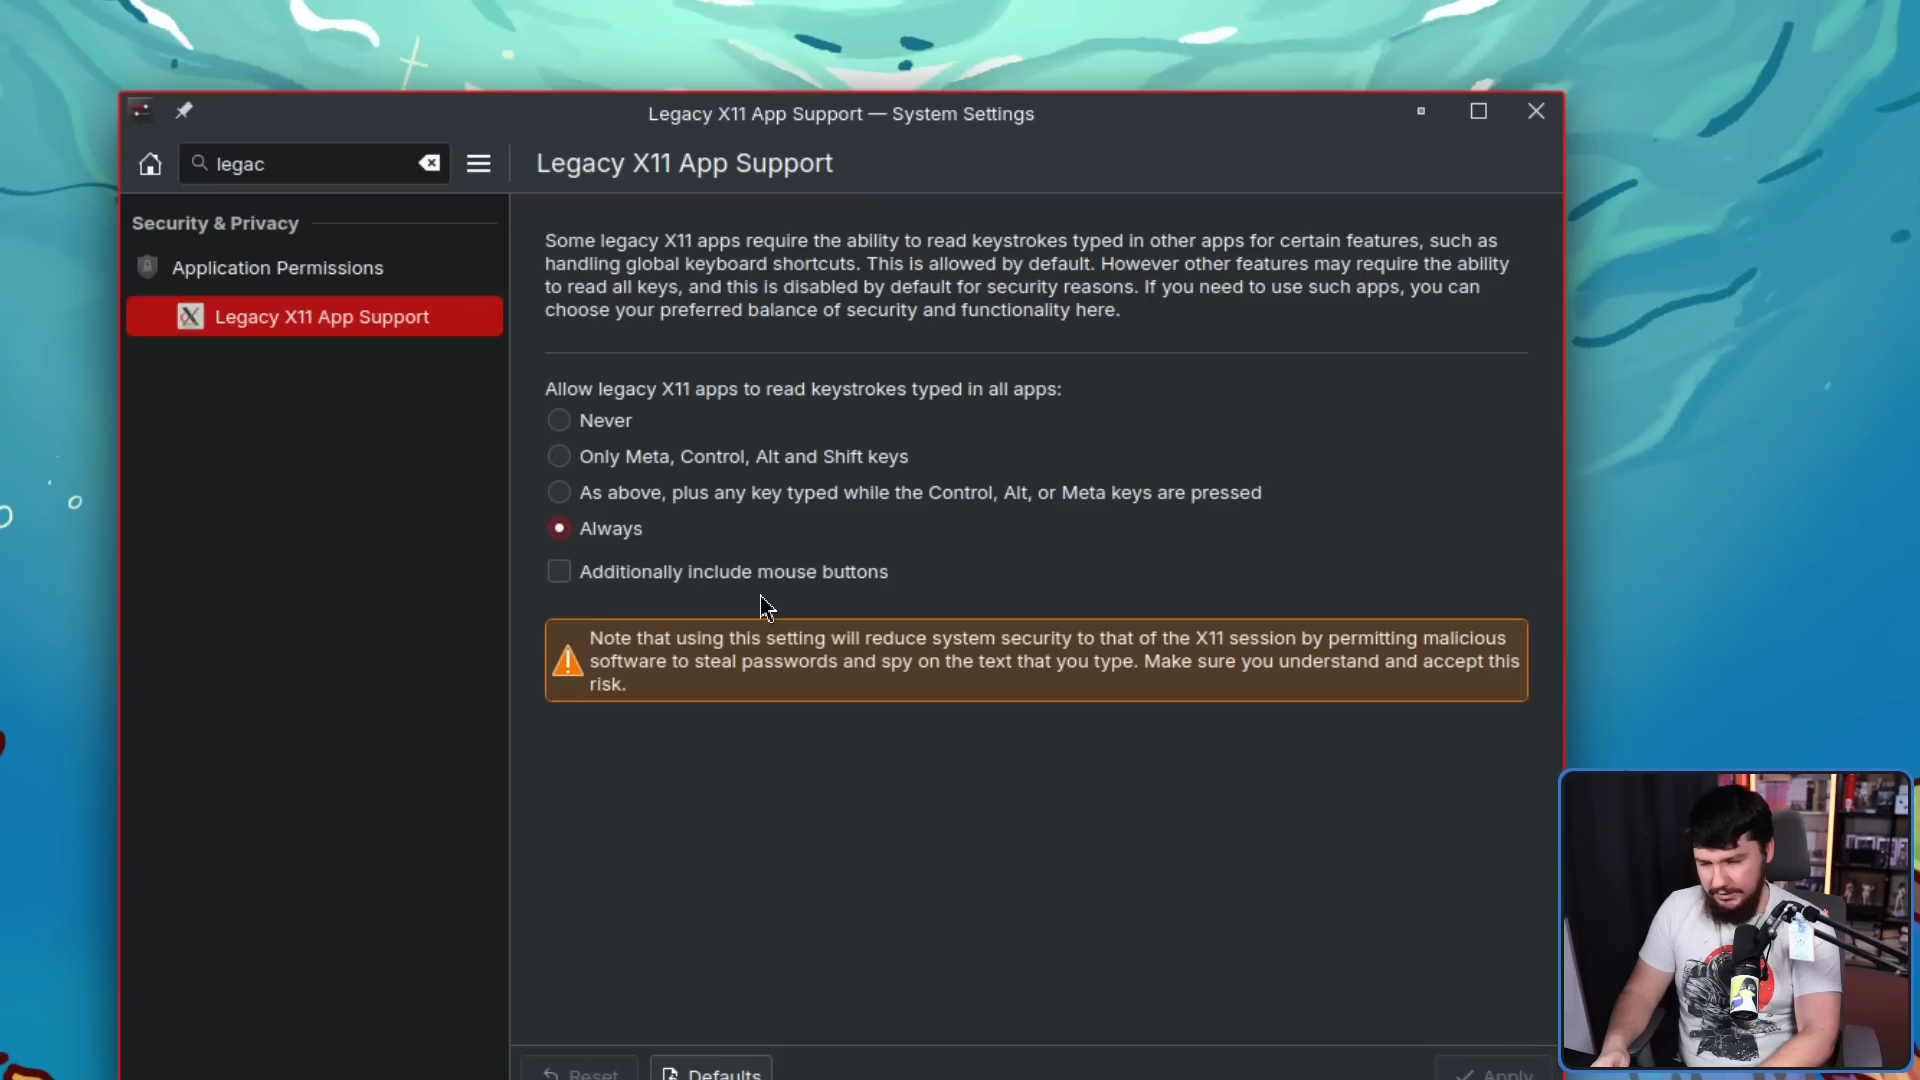 Legacy X11 App Support — System Settings
legac
Legacy X11 App Support
Security & Privacy
Application Permissions
Legacy X11 App Support
Some legacy X11 apps require the ability to read keystrokes typed in other apps for certain features, such as
handling global keyboard shortcuts. This is allowed by default. However other features may require the ability
to read all keys, and this is disabled by default for security reasons. If you need to use such apps, you can
choose your preferred balance of security and functionality here.
Allow legacy X11 apps to read keystrokes typed in all apps:
Never
Only Meta, Control, Alt and Shift keys
As above, plus any key typed while the Control, Alt, or Meta keys are pressed
Always
Additionally include mouse buttons
Note that using this setting will reduce system security to that of the X11 session by permitting malicious
software to steal passwords and spy on the text that you type. Make sure you understand and accept this
risk.
Reset
Defaults
Apply